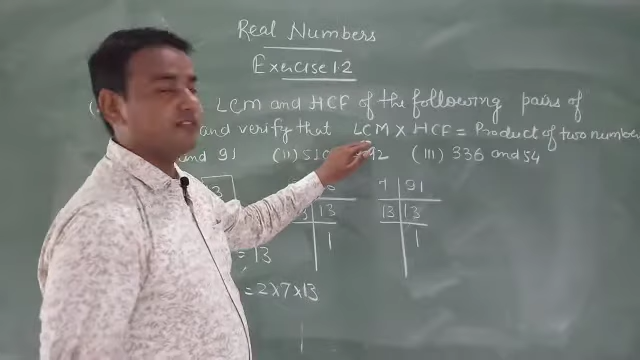 Real Numbers
Exercise 1.2
LCM and HCF of the following pairs of
and verify that LCM × HCF = Product of two number
and 91 (ii) 510 92 (iii) 336 and 54
3 7 91
13 13 13
1 1
= 13
= 2×7×13